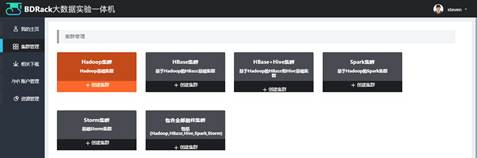 BDRack大数据实验一体机
steven
我的主页
集群管理
相关下载
账户管理
资源管理
集群管理
Hadoop集群
Hadoop基础集群
+ 创建集群
HBase集群
基于Hadoop的HBase基础集群
+ 创建集群
HBase+Hive集群
基于Hadoop的HBase和Hive基础集群
+ 创建集群
Spark集群
基于Hadoop的Spark集群
+ 创建集群
Storm集群
基础Storm集群
+ 创建集群
包含全部组件集群
包括
(Hadoop,HBase,Hive,Spark,Storm)
+ 创建集群